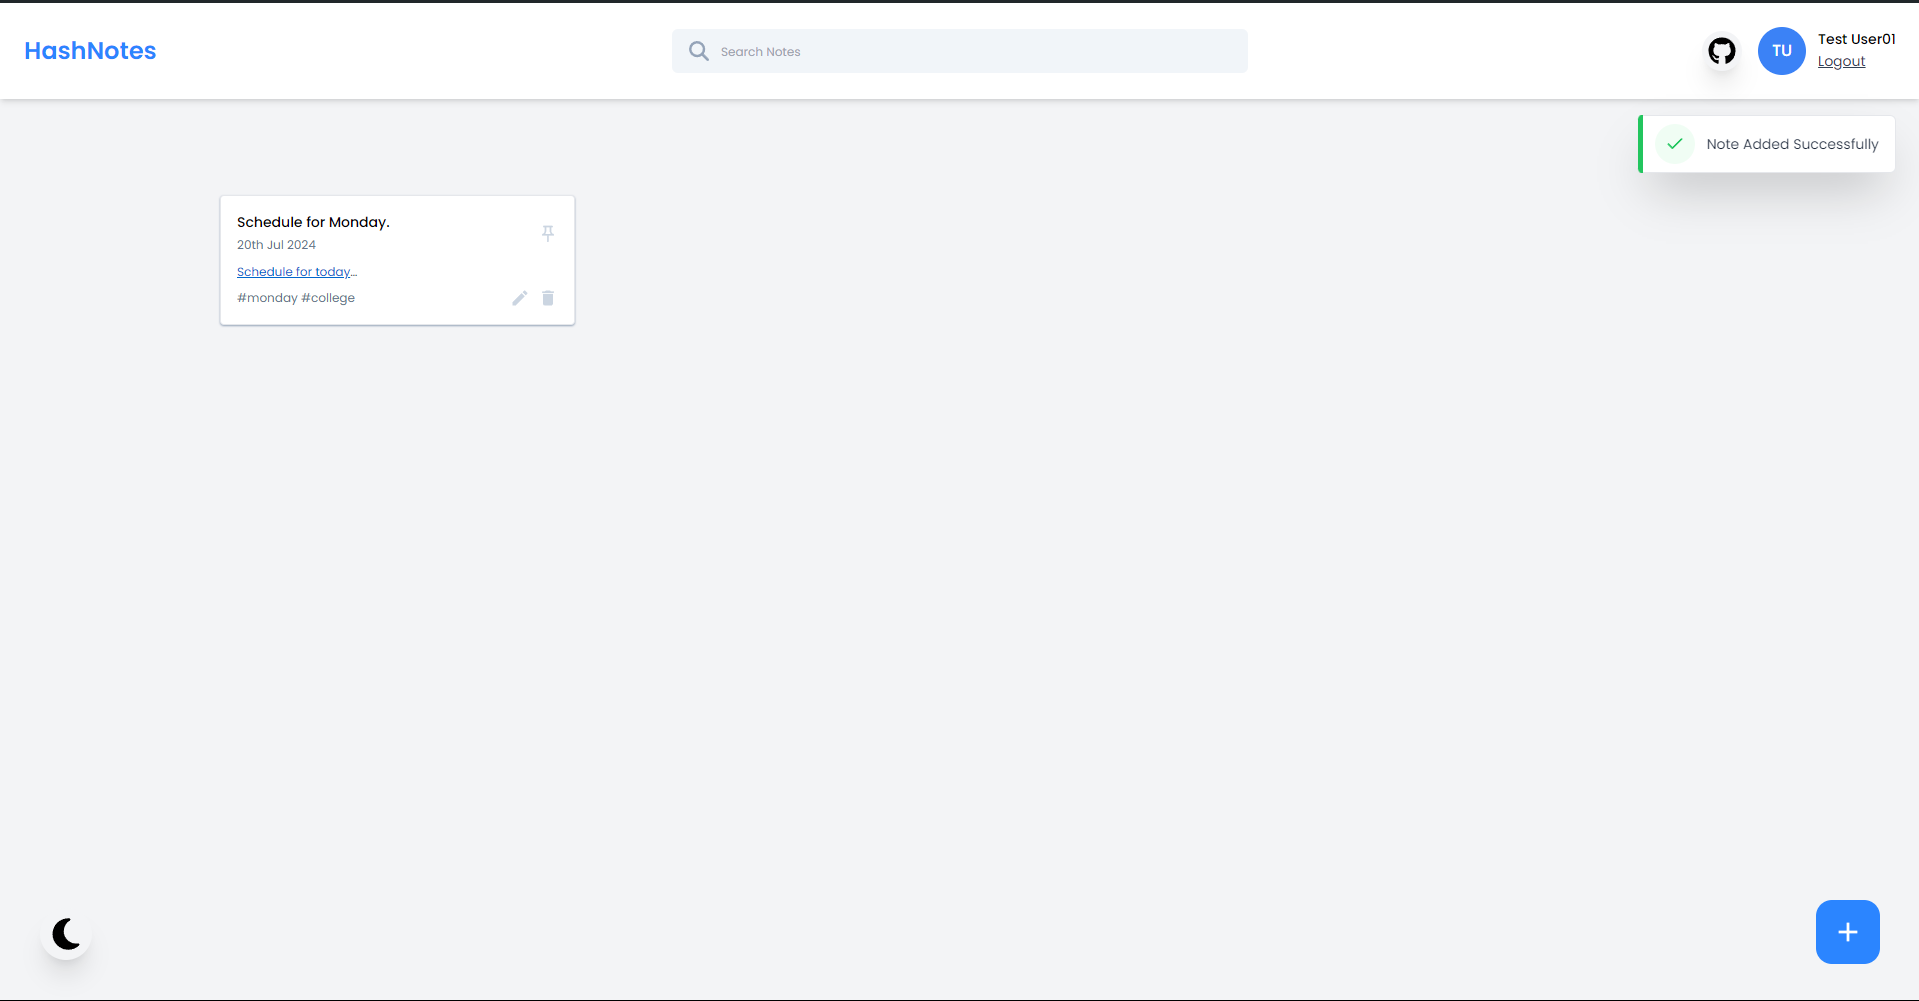 HashNotes
Search Notes
TU
Test User01
Logout
Note Added Successfully
Schedule for Monday.
20th Jul 2024
Schedule for today...
#monday #college